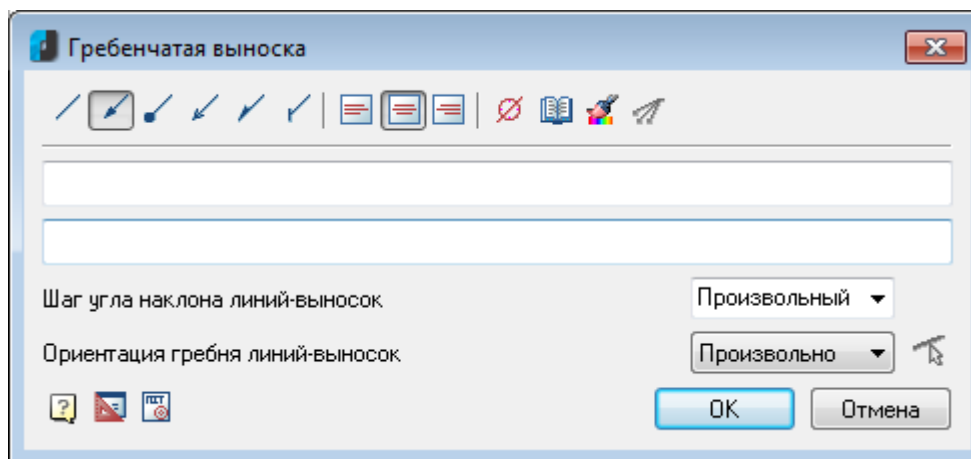 Гребенчатая выноска
Шаг угла наклона линий-выносок
Произвольный
Ориентация гребня линий-выносок
Произвольно
OK
Отмена